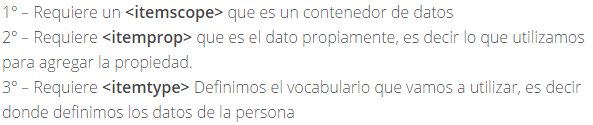 1° – Requiere un <itemscope> que es un contenedor de datos
2° – Requiere <itemprop> que es el dato propiamente, es decir lo que utilizamos
para agregar la propiedad.
3° – Requiere <itemtype> Definimos el vocabulario que vamos a utilizar, es decir
donde definimos los datos de la persona